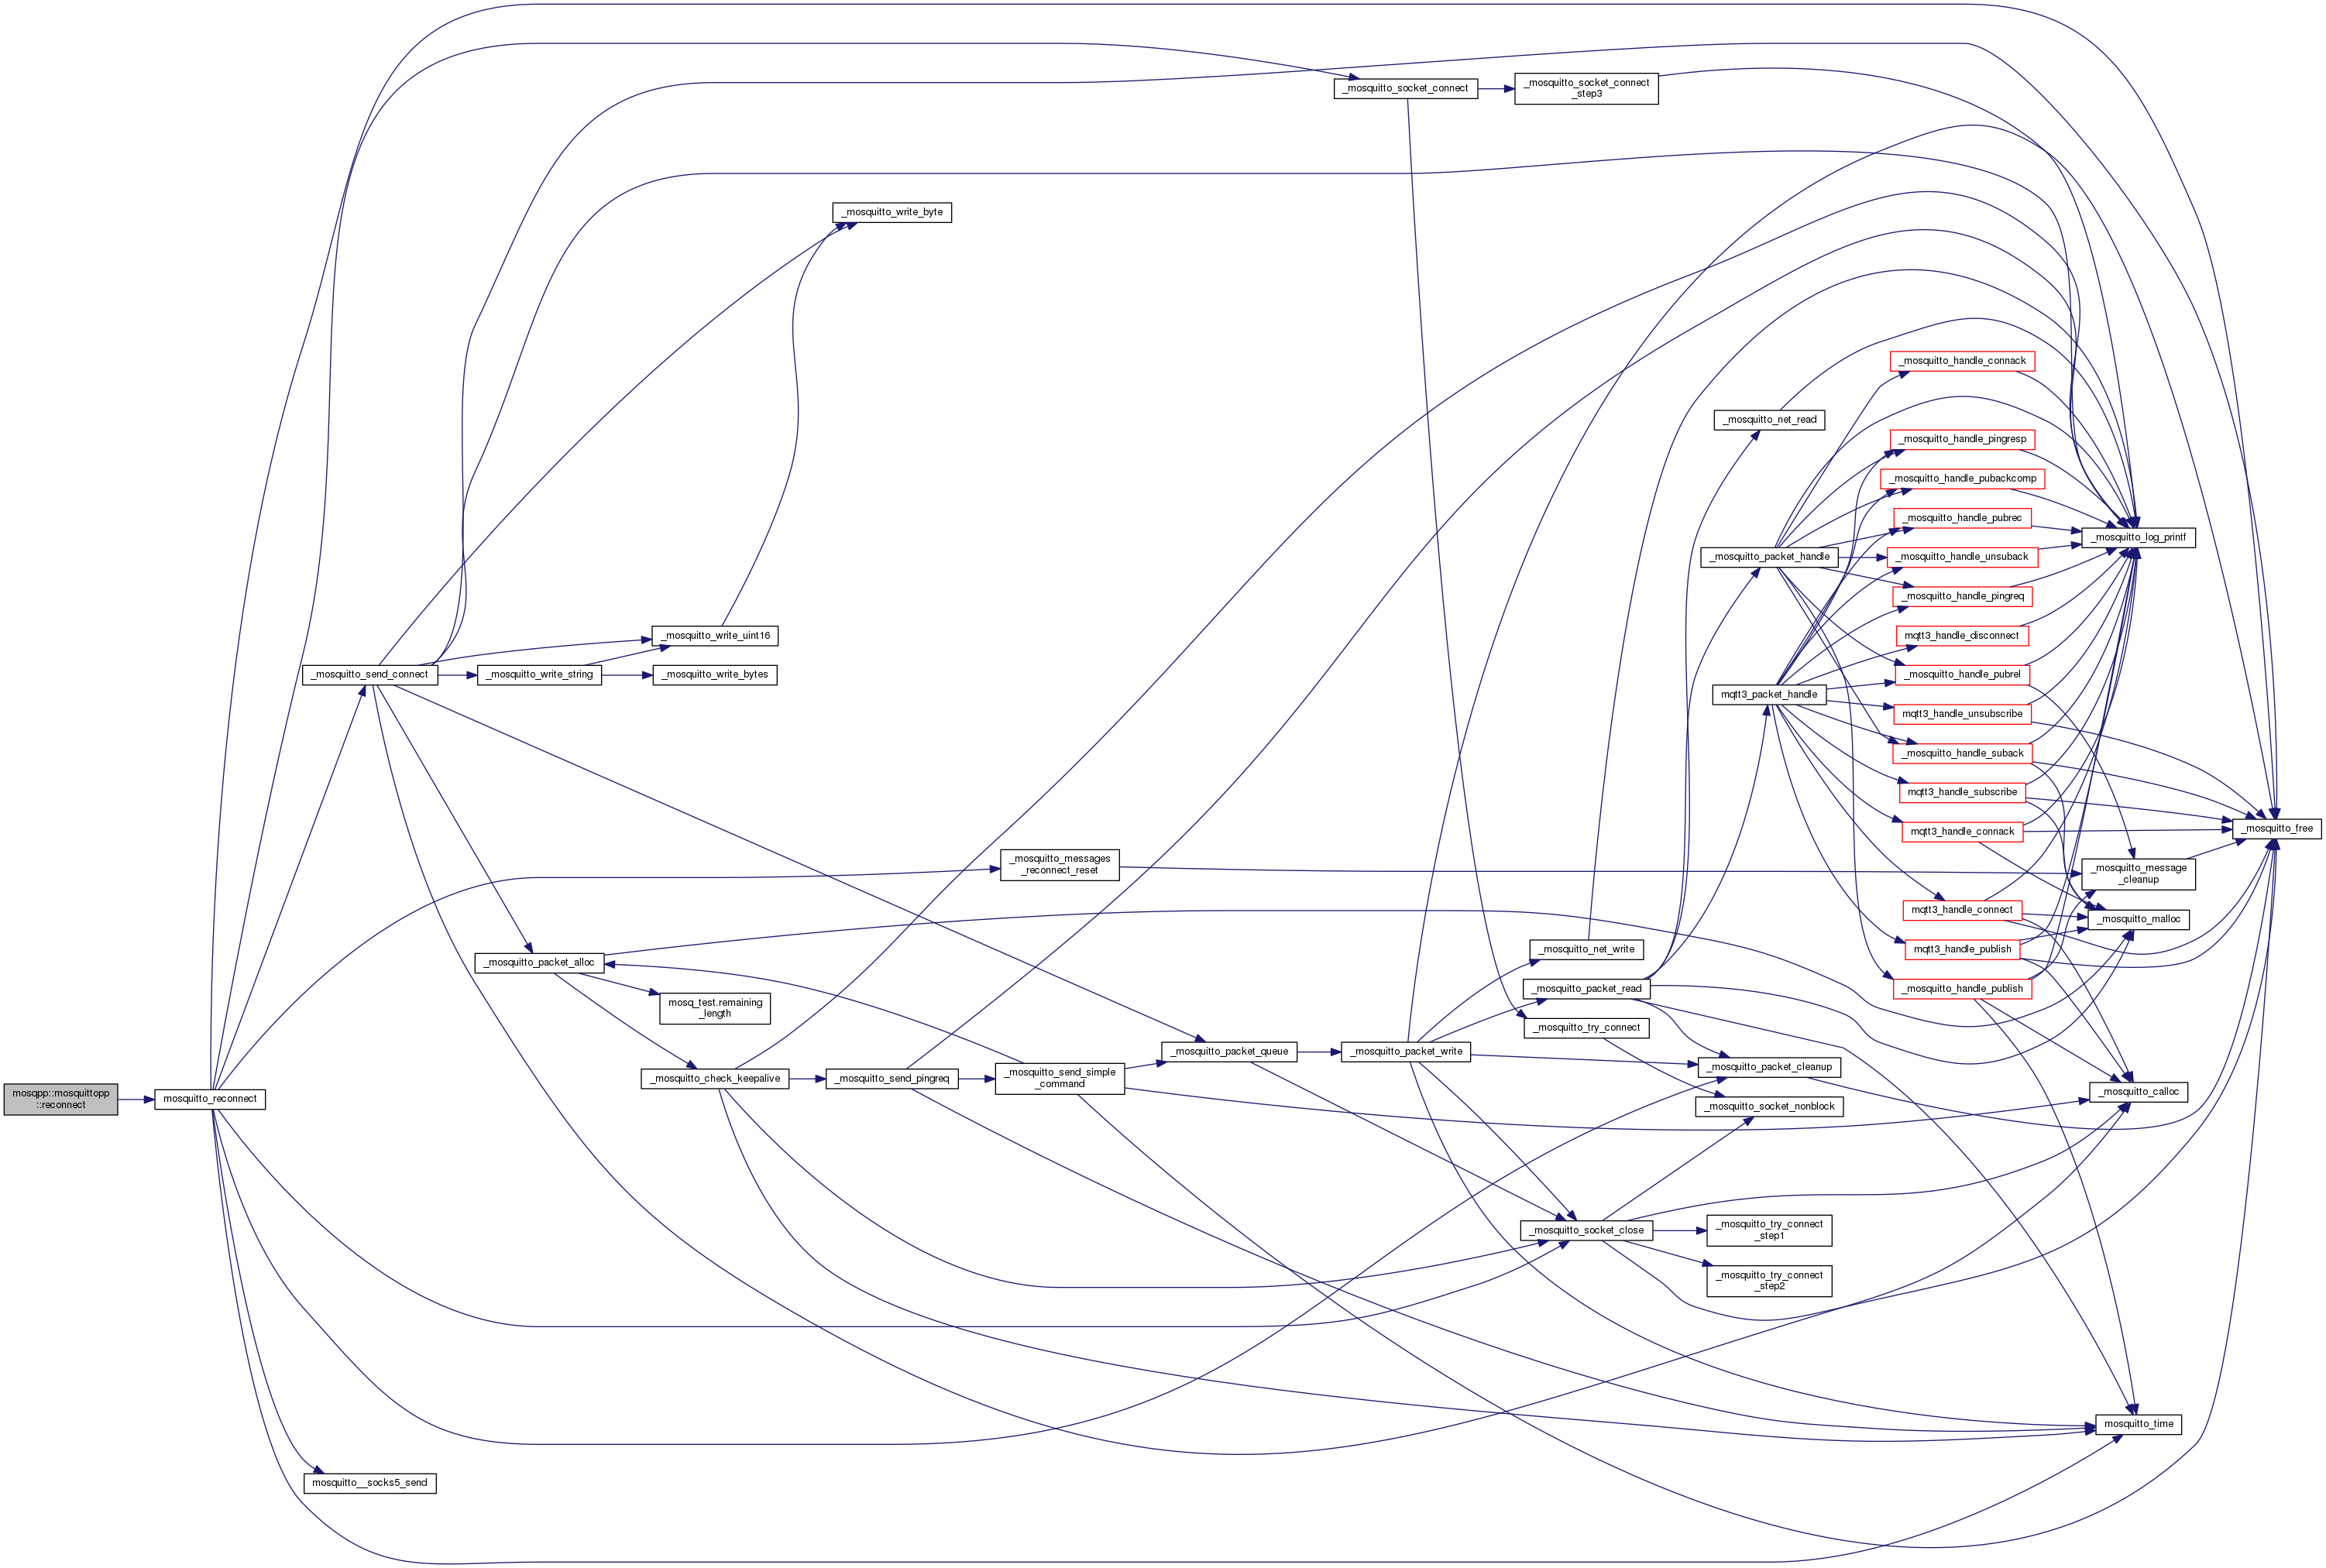 mosqpp::mosquittopp
::reconnect
mosquitto_reconnect
_mosquitto_send_connect
mosquitto__socks5_send
_mosquitto_packet_alloc
_mosquitto_write_string
_mosquitto_write_byte
_mosquitto_write_uint16
_mosquitto_write_bytes
mosq_test.remaining
_length
_mosquitto_check_keepalive
_mosquitto_send_pingreq
_mosquitto_messages
_reconnect_reset
_mosquitto_send_simple
_command
_mosquitto_packet_queue
_mosquitto_socket_connect
_mosquitto_packet_write
_mosquitto_socket_connect
_step3
_mosquitto_net_write
_mosquitto_packet_read
_mosquitto_try_connect
_mosquitto_socket_close
_mosquitto_net_read
_mosquitto_packet_handle
mqtt3_packet_handle
_mosquitto_packet_cleanup
_mosquitto_socket_nonblock
_mosquitto_try_connect
_step1
_mosquitto_try_connect
_step2
_mosquitto_handle_connack
_mosquitto_handle_pingresp
_mosquitto_handle_pubackcomp
_mosquitto_handle_pubrec
_mosquitto_handle_unsuback
_mosquitto_handle_pingreq
mqtt3_handle_disconnect
_mosquitto_handle_pubrel
mqtt3_handle_unsubscribe
_mosquitto_handle_suback
mqtt3_handle_subscribe
mqtt3_handle_connack
mqtt3_handle_connect
mqtt3_handle_publish
_mosquitto_handle_publish
_mosquitto_log_printf
_mosquitto_message
_cleanup
_mosquitto_malloc
_mosquitto_calloc
mosquitto_time
_mosquitto_free